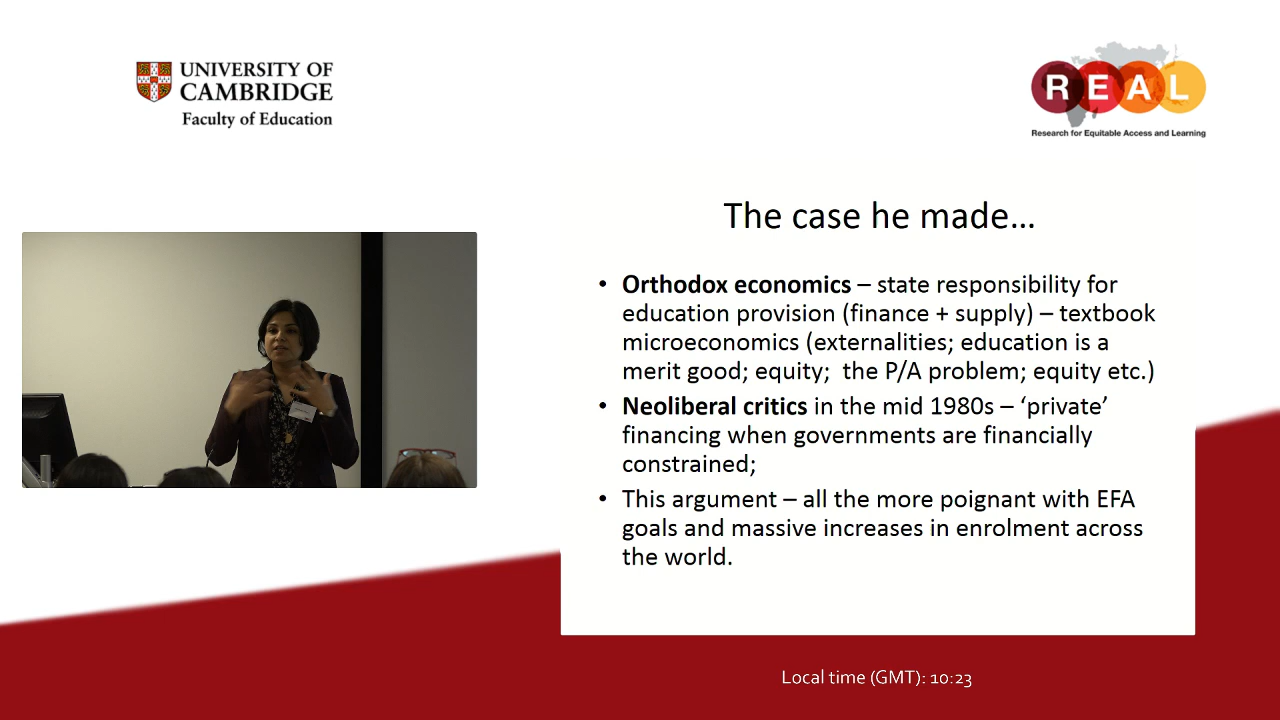 UNIVERSITY OF
CAMBRIDGE
Faculty of Education
REAL
Research for Equitable Access and Learning
The case he made…
• Orthodox economics – state responsibility for
education provision (finance + supply) – textbook
microeconomics (externalities; education is a
merit good; equity;  the P/A problem; equity etc.)
• Neoliberal critics in the mid 1980s – ‘private’
financing when governments are financially
constrained;
• This argument – all the more poignant with EFA
goals and massive increases in enrolment across
the world.
Local time (GMT): 10:23